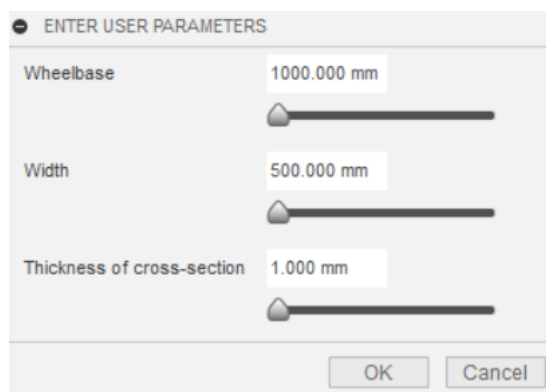 ENTER USER PARAMETERS
Wheelbase 1000.000 mm
Width 500.000 mm
Thickness of cross-section 1.000 mm
OK Cancel